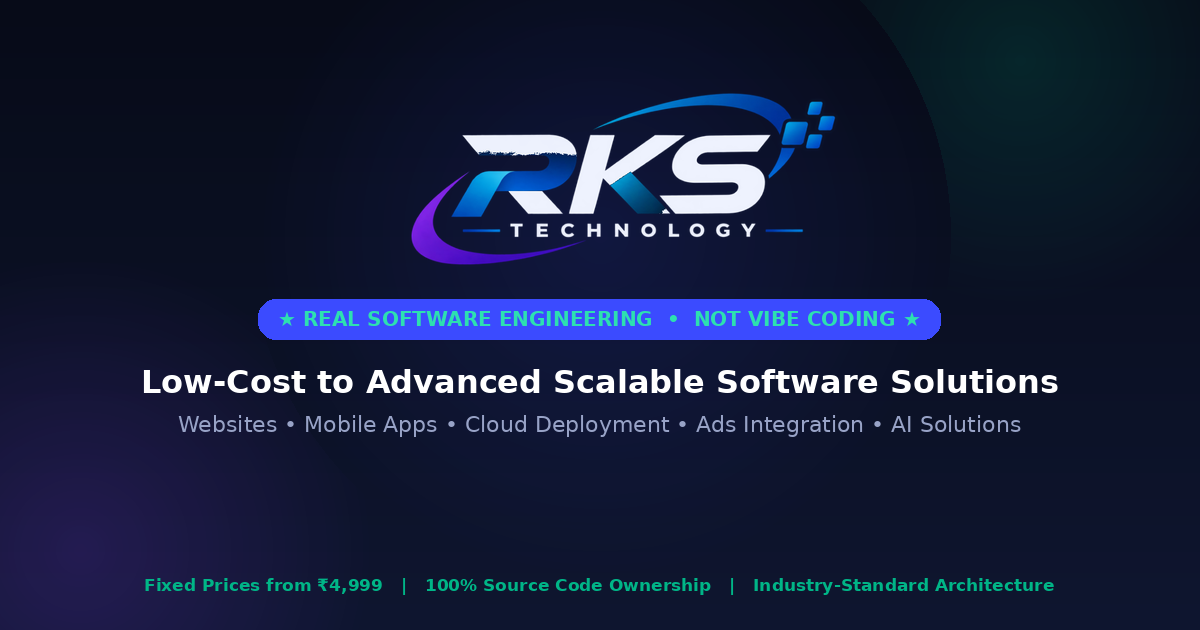 RKS
TECHNOLOGY
★ REAL SOFTWARE ENGINEERING • NOT VIBE CODING ★
Low-Cost to Advanced Scalable Software Solutions
Websites • Mobile Apps • Cloud Deployment • Ads Integration • AI Solutions
Fixed Prices from ₹4,999 | 100% Source Code Ownership | Industry-Standard Architecture